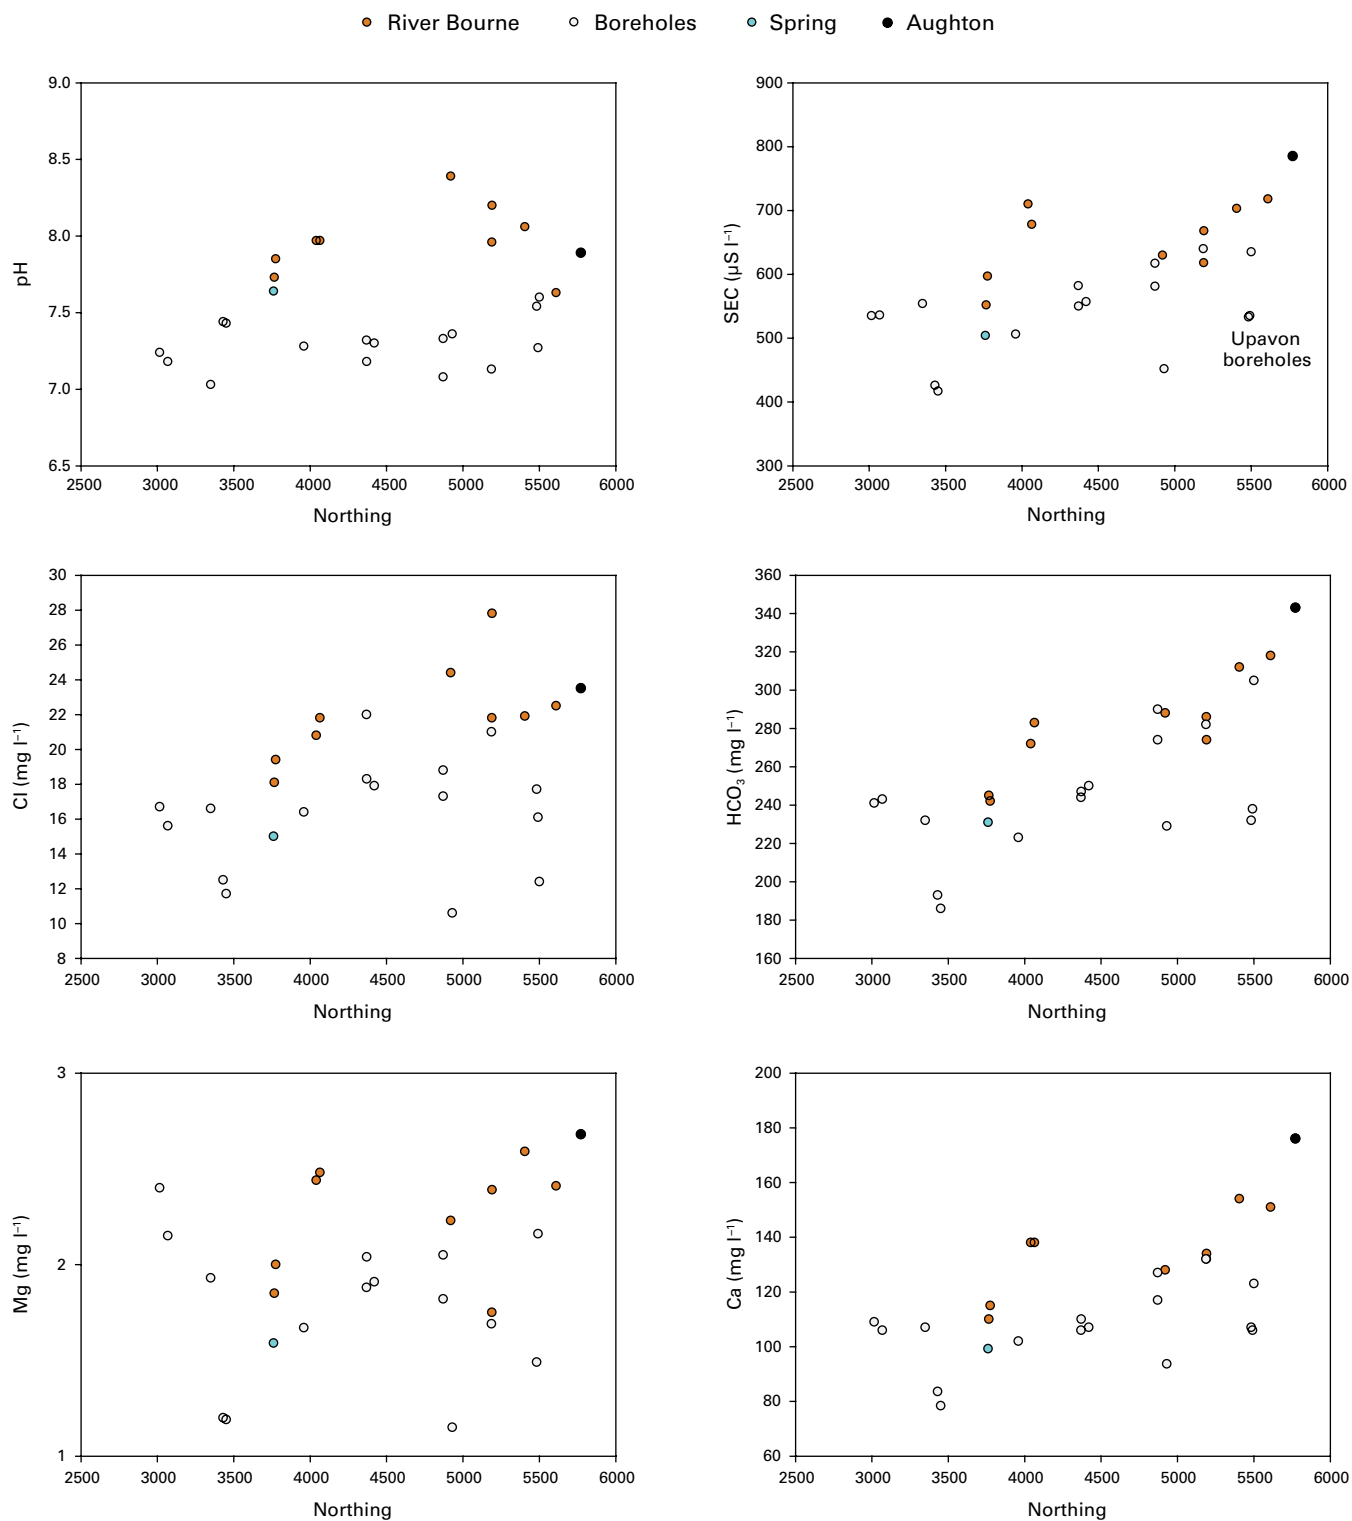 River Bourne Boreholes Spring Aughton
9.0
8.5
8.0
7.5
7.0
6.5
pH
2500 3000 3500 4000 4500 5000 5500 6000
Northing
900
800
700
600
500
400
300
SEC (µS l⁻¹)
Upavon
boreholes
2500 3000 3500 4000 4500 5000 5500 6000
Northing
30
28
26
24
22
20
18
16
14
12
10
8
Cl (mg l⁻¹)
2500 3000 3500 4000 4500 5000 5500 6000
Northing
360
340
320
300
280
260
240
220
200
180
160
HCO₃ (mg l⁻¹)
2500 3000 3500 4000 4500 5000 5500 6000
Northing
3
2
1
Mg (mg l⁻¹)
2500 3000 3500 4000 4500 5000 5500 6000
Northing
200
180
160
140
120
100
80
60
Ca (mg l⁻¹)
2500 3000 3500 4000 4500 5000 5500 6000
Northing